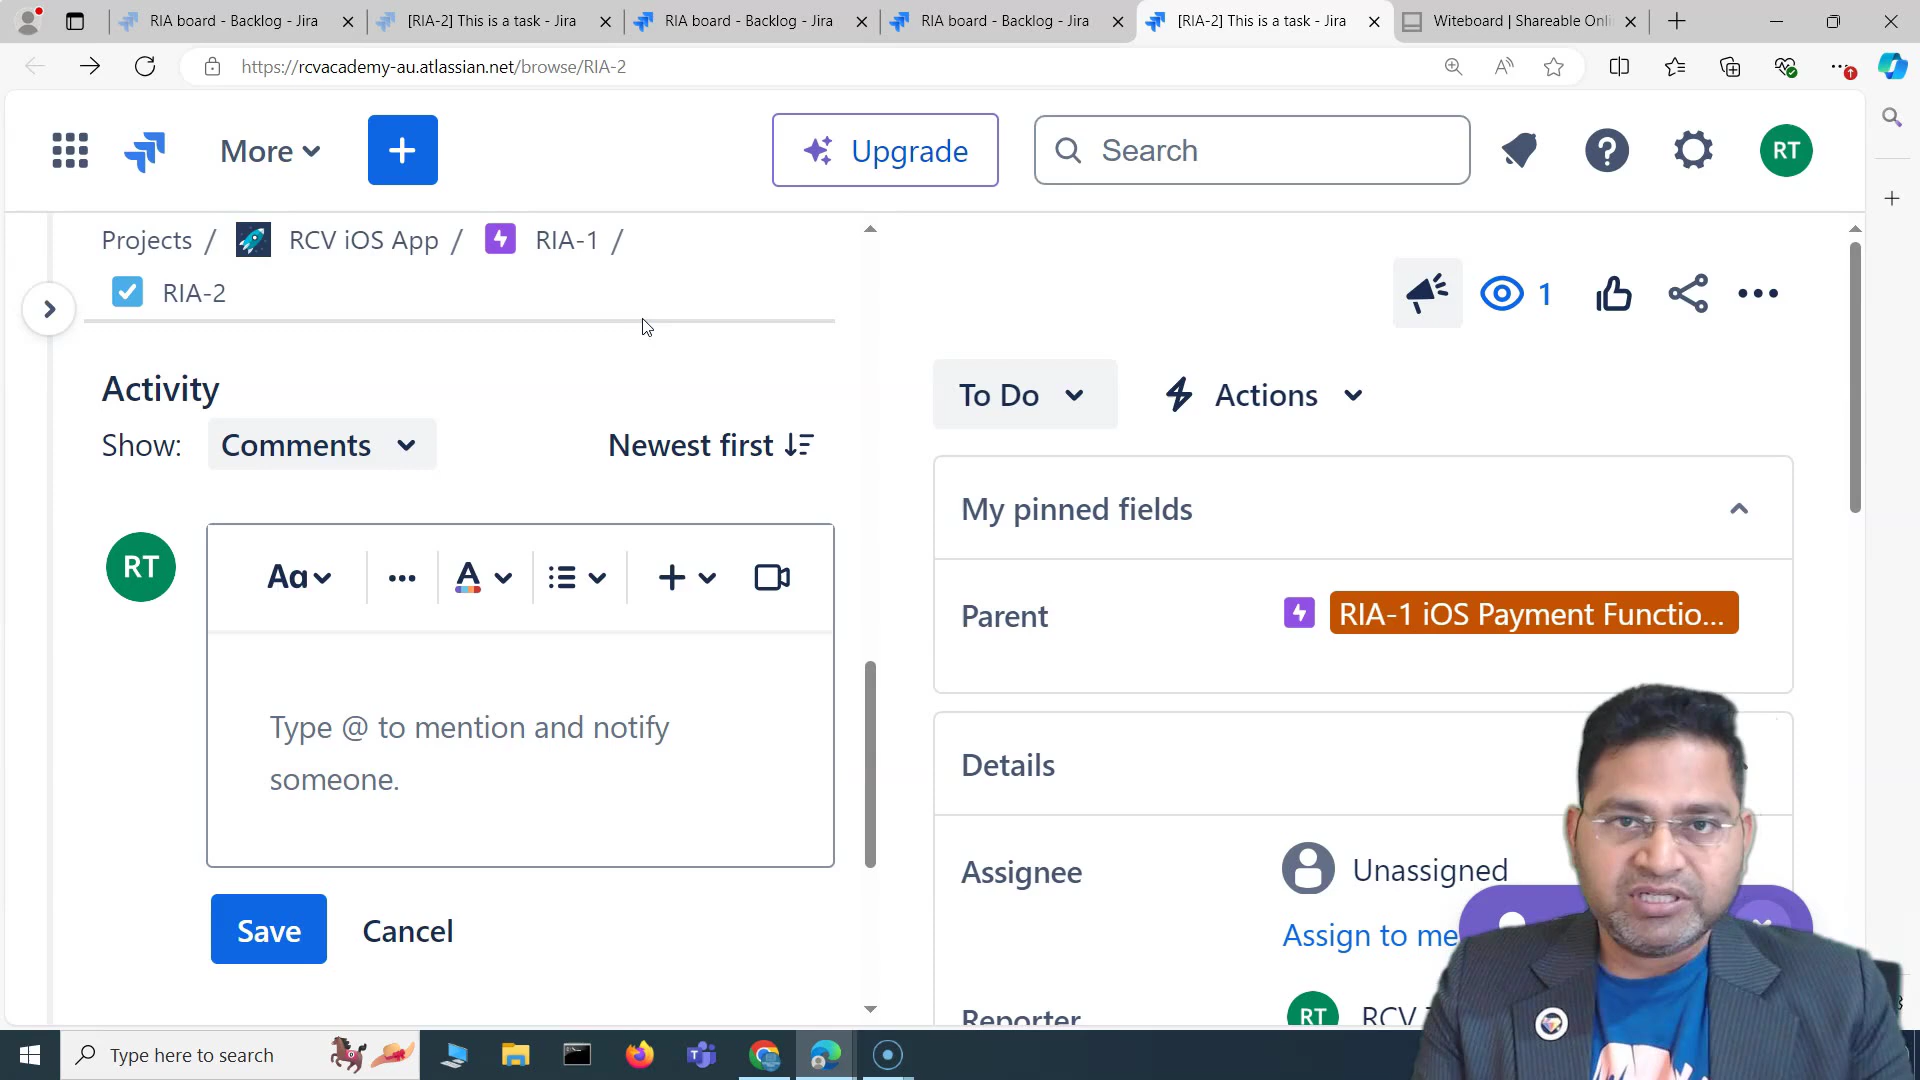 RIA board - Backlog - Jira
[RIA-2] This is a task - Jira
RIA board - Backlog - Jira
RIA board - Backlog - Jira
[RIA-2] This is a task - Jira
Witeboard | Shareable Onli
https://rcvacademy-au.atlassian.net/browse/RIA-2
More
Upgrade
Search
RT
Projects / RCV iOS App / RIA-1 /
RIA-2
1
Activity
To Do
Actions
Show: Comments
Newest first
My pinned fields
RT
Aa
A
Parent
RIA-1 iOS Payment Functio...
Type @ to mention and notify
someone.
Details
Assignee
Unassigned
Save
Cancel
Assign to me
Reporter
RT
RCV
Type here to search